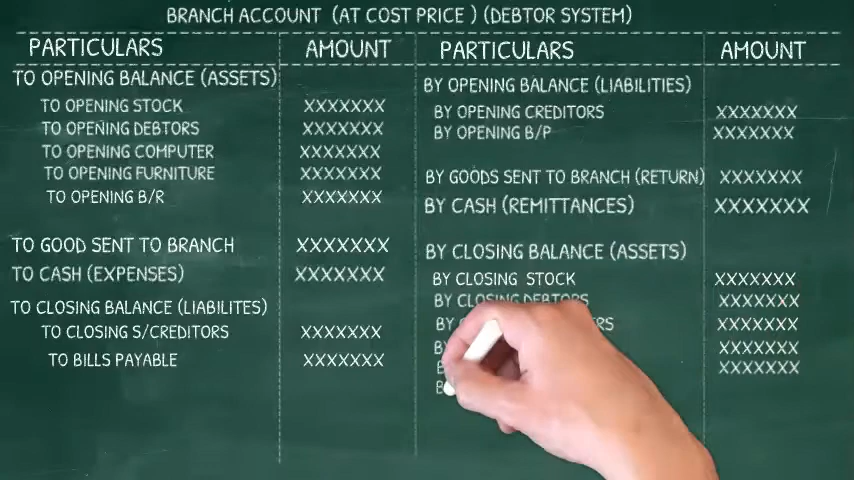 BRANCH ACCOUNT (AT COST PRICE ) (DEBTOR SYSTEM)
PARTICULARS AMOUNT PARTICULARS AMOUNT
TO OPENING BALANCE (ASSETS)
TO OPENING STOCK XXXXXXX
TO OPENING DEBTORS XXXXXXX
TO OPENING COMPUTER XXXXXXX
TO OPENING FURNITURE XXXXXXX
TO OPENING B/R XXXXXXX
TO GOOD SENT TO BRANCH XXXXXXX
TO CASH (EXPENSES) XXXXXXX
TO CLOSING BALANCE (LIABILITES)
TO CLOSING S/CREDITORS XXXXXXX
TO BILLS PAYABLE XXXXXXX
BY OPENING BALANCE (LIABILITIES)
BY OPENING CREDITORS XXXXXXX
BY OPENING B/P XXXXXXX
BY GOODS SENT TO BRANCH (RETURN) XXXXXXX
BY CASH (REMITTANCES) XXXXXXX
BY CLOSING BALANCE (ASSETS)
BY CLOSING STOCK XXXXXXX
BY CLOSING DEBTORS XXXXXXX
BY XXXXXXX
XXXXXXX
XXXXXXX